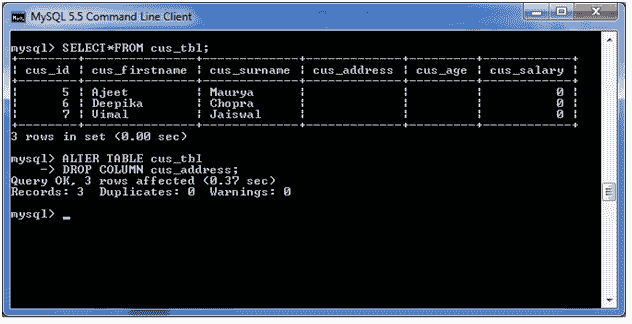 MySQL 5.5 Command Line Client
mysql> SELECT*FROM cus_tbl;
+--------+---------------+-------------+-------------+---------+------------+
| cus_id | cus_firstname | cus_surname | cus_address | cus_age | cus_salary |
+--------+---------------+-------------+-------------+---------+------------+
|      5 | Ajeet         | Maurya      |             |         |          0 |
|      6 | Deepika       | Chopra      |             |         |          0 |
|      7 | Vimal         | Jaiswal     |             |         |          0 |
+--------+---------------+-------------+-------------+---------+------------+
3 rows in set (0.00 sec)
mysql> ALTER TABLE cus_tbl
    -> DROP COLUMN cus_address;
Query OK, 3 rows affected (0.37 sec)
Records: 3  Duplicates: 0  Warnings: 0
mysql> _